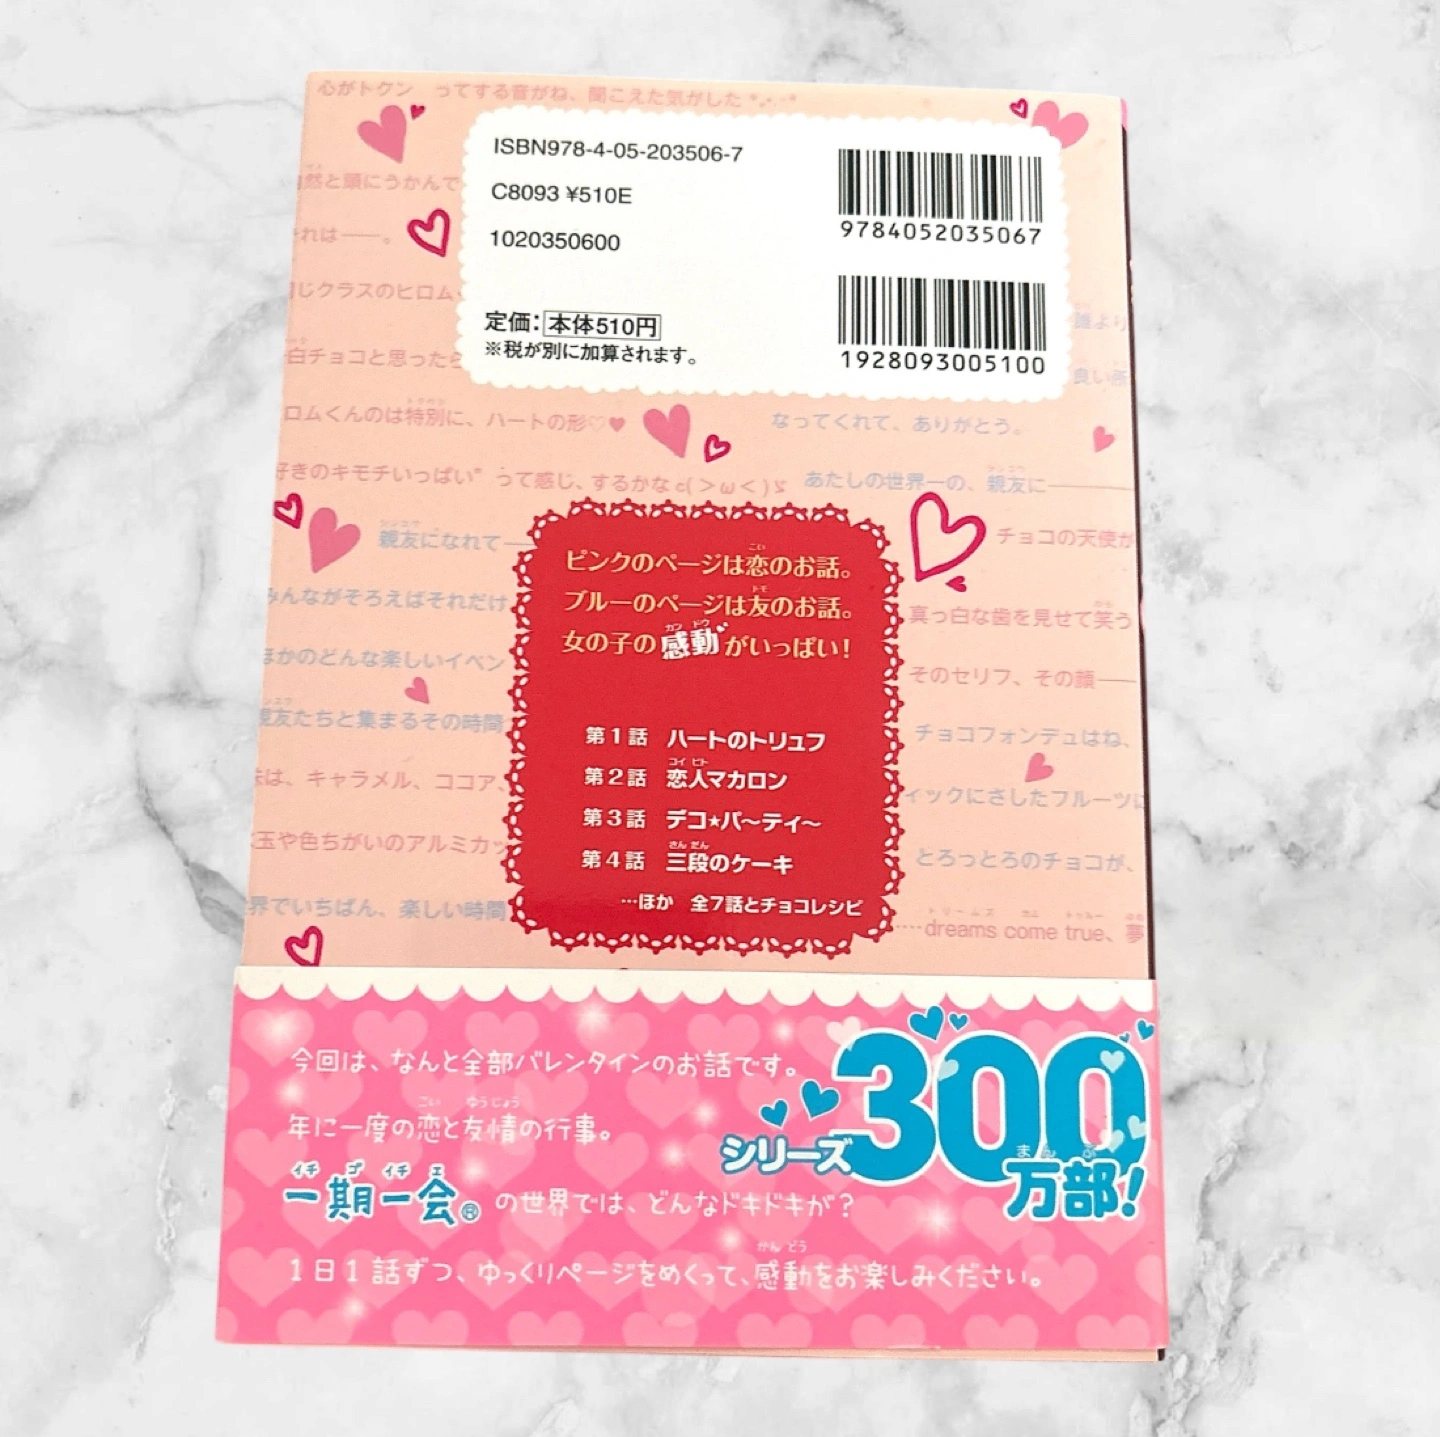 心がトクン ってする音がね、聞こえた気がした
然と頭にうかんで
れは――。
じクラスのヒロム
白チョコと思ったら
ロムくんのは特別に、ハートの形♡♥
好きのキモチいっぱい” って感じ、するかな
親友になれて――
みんながそろえばそれだけ
ほかのどんな楽しいイベン
親友たちと集まるその時間
は、キャラメル、ココア、
玉や色ちがいのアルミカッ
界でいちばん、楽しい時間
ISBN978-4-05-203506-7
C8093 ¥510E
1020350600
定価：本体510円
※税が別に加算されます。
9784052035067
1928093005100
誰より
良い
なってくれて、ありがとう。
あたしの世界一の、親友に――
チョコの天使が
真っ白な歯を見せて笑う
そのセリフ、その顔――
チョコフォンデュはね、
ィックにさしたフルーツに
とろっとろのチョコが、
……dreams come true、夢
ピンクのページは恋のお話。
ブルーのページは友のお話。
女の子の感動がいっぱい！
第1話 ハートのトリュフ
第2話 恋人マカロン
第3話 デコ★パ〜ティ〜
第4話 三段のケーキ
…ほか 全7話とチョコレシピ
今回は、なんと全部バレンタインのお話です。
年に一度の恋と友情の行事。
一期一会®の世界では、どんなドキドキが？
1日1話ずつ、ゆっくりページをめくって、感動をお楽しみください。
シリーズ300万部！